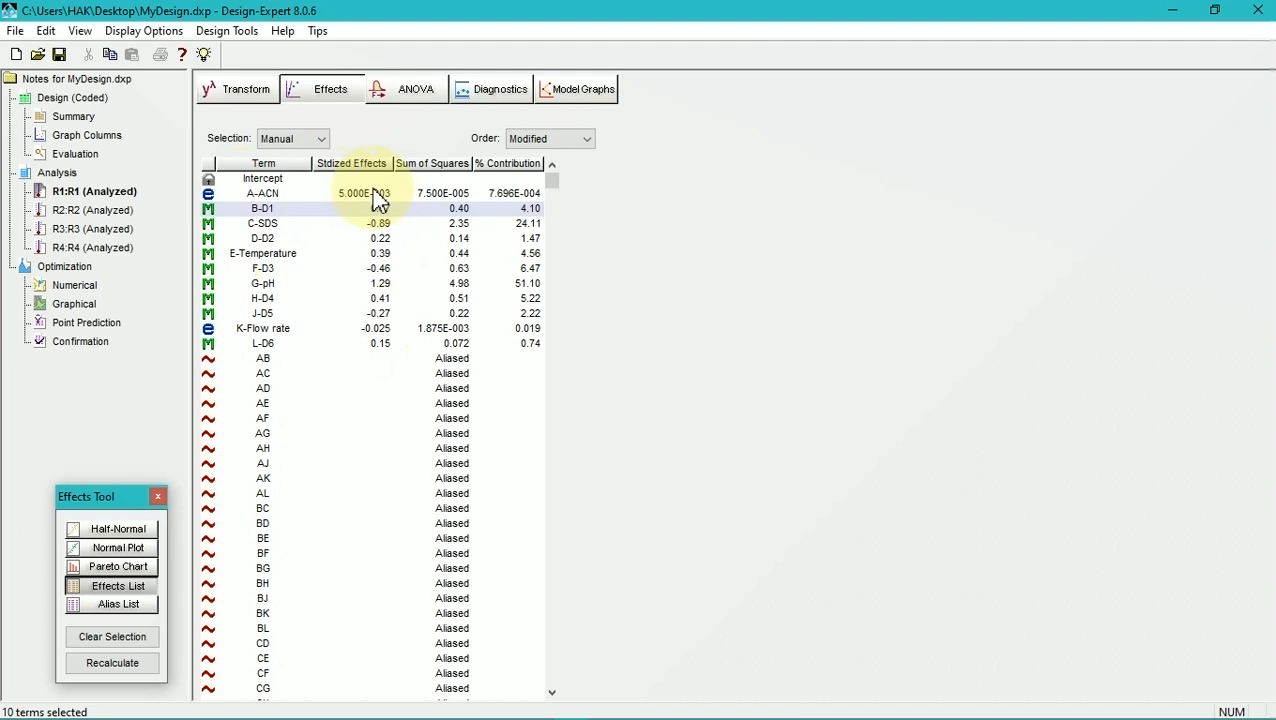 C:\Users\HAK\Desktop\MyDesign.dxp - Design-Expert 8.0.6
File Edit View Display Options Design Tools Help Tips
Notes for MyDesign.dxp
Design (Coded)
Summary
Graph Columns
Evaluation
Analysis
R1:R1 (Analyzed)
R2:R2 (Analyzed)
R3:R3 (Analyzed)
R4:R4 (Analyzed)
Optimization
Numerical
Graphical
Point Prediction
Confirmation
Effects Tool
Half-Normal
Normal Plot
Pareto Chart
Effects List
Alias List
Clear Selection
Recalculate
yλ Transform Effects ANOVA Diagnostics Model Graphs
Selection: Manual Order: Modified
Term Stdized Effects Sum of Squares % Contribution
Intercept
e A-ACN 7.500E-005 7.696E-004
M B-D1 0.40 4.10
M C-SDS -0.89 2.35 24.11
M D-D2 0.22 0.14 1.47
M E-Temperature 0.39 0.44 4.56
M F-D3 -0.46 0.63 6.47
M G-pH 1.29 4.98 51.10
M H-D4 0.41 0.51 5.22
M J-D5 -0.27 0.22 2.22
e K-Flow rate -0.025 1.875E-003 0.019
M L-D6 0.15 0.072 0.74
AB Aliased
AC Aliased
AD Aliased
AE Aliased
AF Aliased
AG Aliased
AH Aliased
AJ Aliased
AK Aliased
AL Aliased
BC Aliased
BD Aliased
BE Aliased
BF Aliased
BG Aliased
BH Aliased
BJ Aliased
BK Aliased
BL Aliased
CD Aliased
CE Aliased
CF Aliased
CG Aliased
10 terms selected
NUM